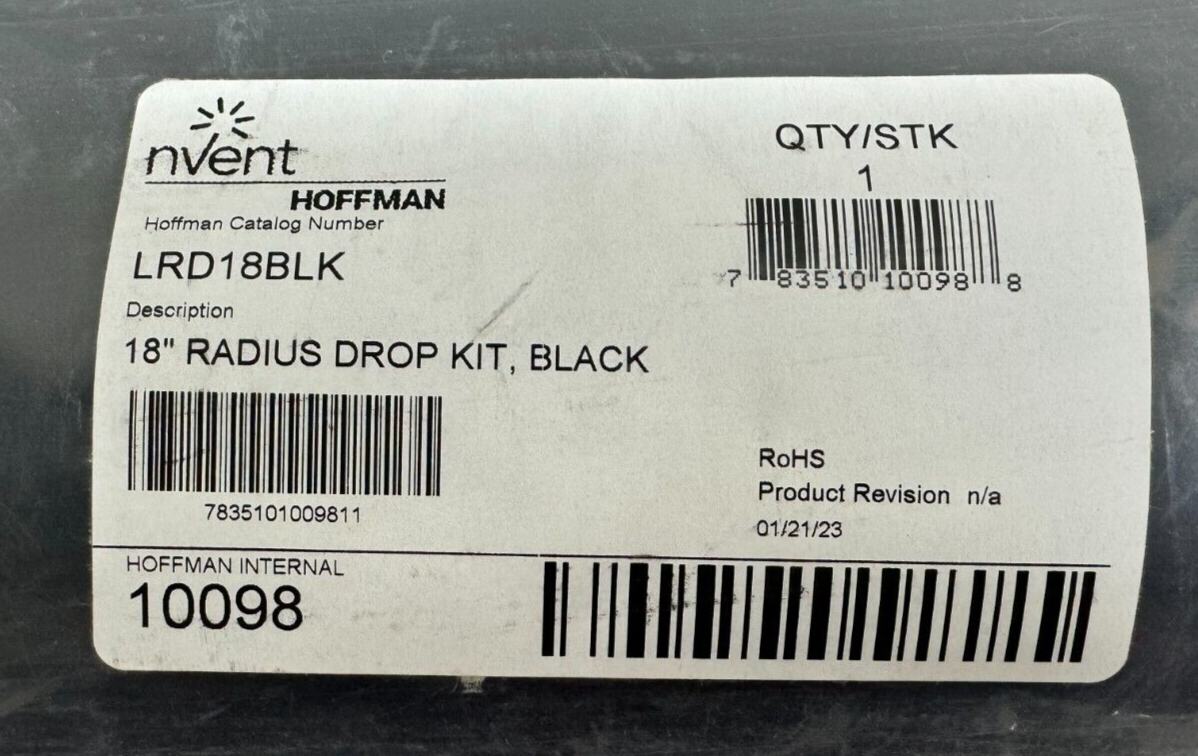 nvent
HOFFMAN
Hoffman Catalog Number
LRD18BLK
Description
18" RADIUS DROP KIT, BLACK
7835101009811
QTY/STK
1
7 83510 10098 8
RoHS
Product Revision n/a
01/21/23
HOFFMAN INTERNAL
10098